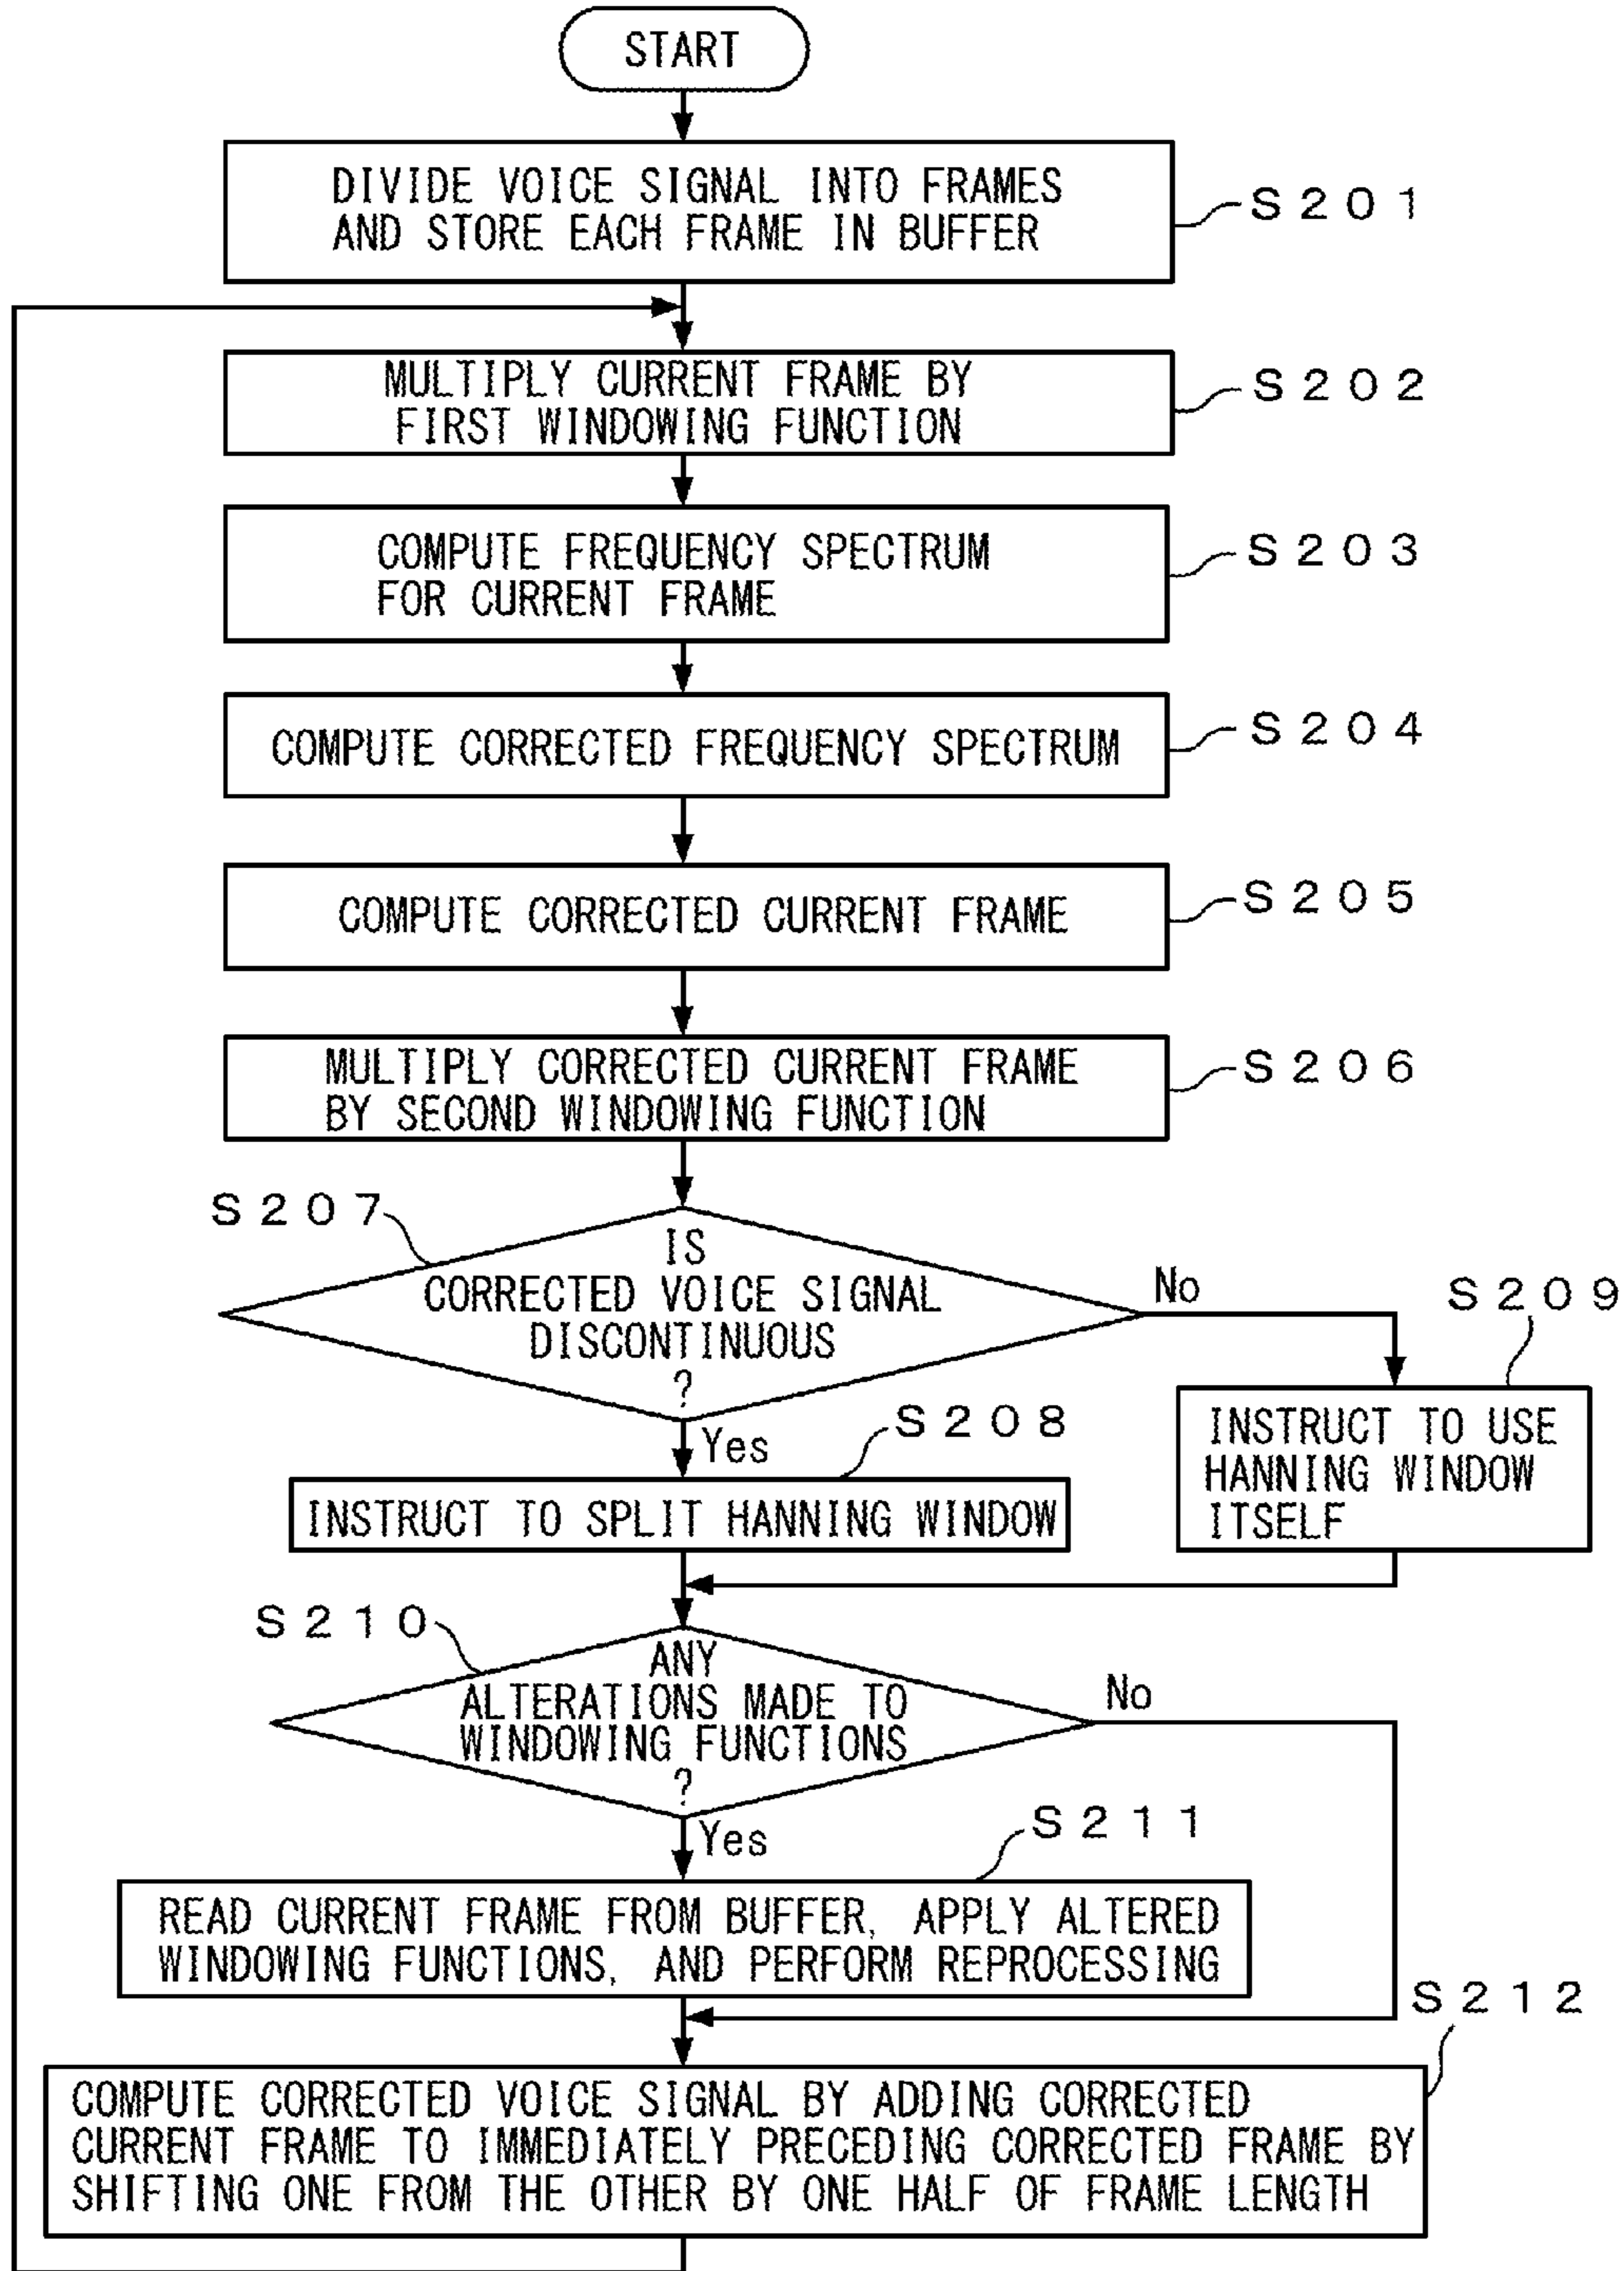 START
DIVIDE VOICE SIGNAL INTO FRAMES
AND STORE EACH FRAME IN BUFFER
S201
MULTIPLY CURRENT FRAME BY
FIRST WINDOWING FUNCTION
S202
COMPUTE FREQUENCY SPECTRUM
FOR CURRENT FRAME
S203
COMPUTE CORRECTED FREQUENCY SPECTRUM
S204
COMPUTE CORRECTED CURRENT FRAME
S205
MULTIPLY CORRECTED CURRENT FRAME
BY SECOND WINDOWING FUNCTION
S206
S207
IS
CORRECTED VOICE SIGNAL
DISCONTINUOUS
?
No
Yes
S209
INSTRUCT TO USE
HANNING WINDOW
ITSELF
S208
INSTRUCT TO SPLIT HANNING WINDOW
S210
ANY
ALTERATIONS MADE TO
WINDOWING FUNCTIONS
?
No
Yes
S211
READ CURRENT FRAME FROM BUFFER, APPLY ALTERED
WINDOWING FUNCTIONS, AND PERFORM REPROCESSING
S212
COMPUTE CORRECTED VOICE SIGNAL BY ADDING CORRECTED
CURRENT FRAME TO IMMEDIATELY PRECEDING CORRECTED FRAME BY
SHIFTING ONE FROM THE OTHER BY ONE HALF OF FRAME LENGTH